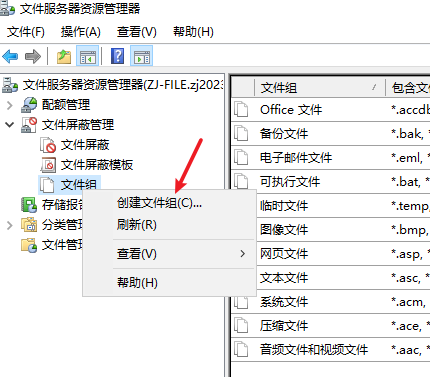 文件服务器资源管理器
文件(F) 操作(A) 查看(V) 帮助(H)
文件服务器资源管理器(ZJ-FILE.zj2023
配额管理
文件屏蔽管理
文件屏蔽
文件屏蔽模板
文件组
存储报告
分类管理
文件管理
创建文件组(C)...
刷新(R)
查看(V)
帮助(H)
文件组 包含文
Office 文件 *.accdb
备份文件 *.bak,
电子邮件文件 *.eml,
可执行文件 *.bat,
临时文件 *.temp,
图像文件 *.bmp,
网页文件 *.asp,
文本文件 *.asc,
系统文件 *.acm,
压缩文件 *.ace,
音频文件和视频文件 *.aac,